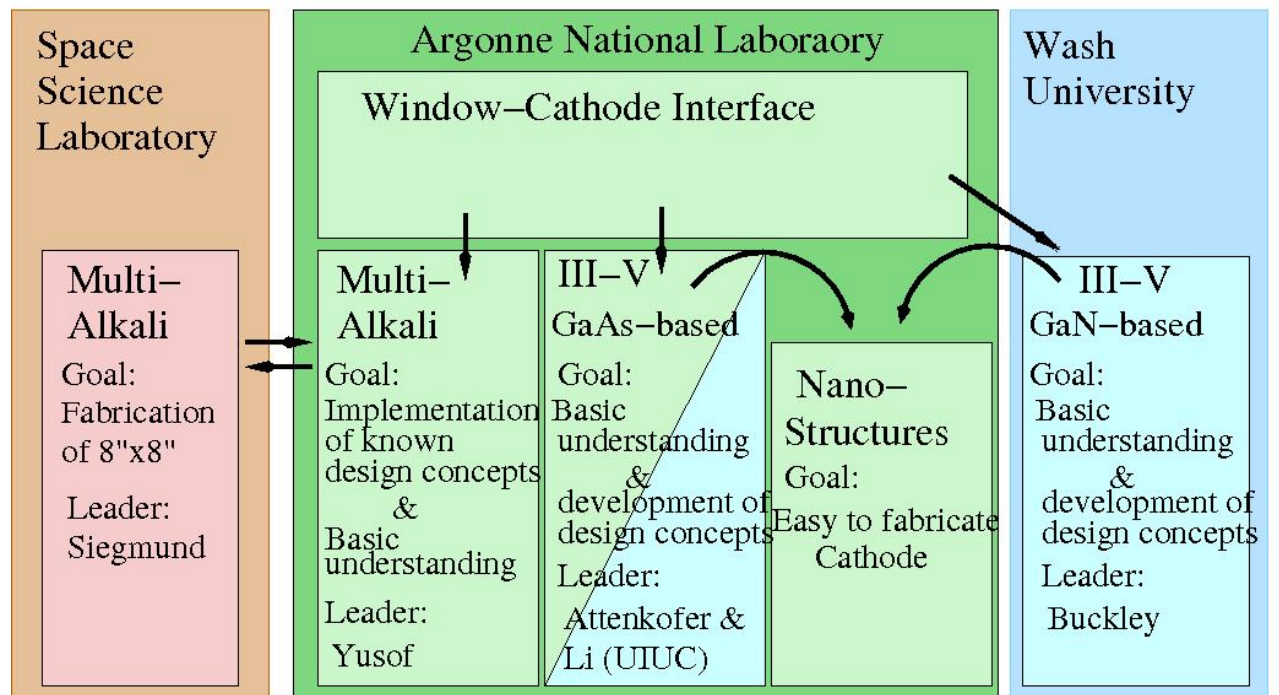 Space
Science
Laboratory
Multi-
Alkali
Goal:
Fabrication
of 8"x8"
Leader:
Siegmund
Argonne National Laboraory
Window-Cathode Interface
Multi-
Alkali
Goal:
Implementation
of known
design concepts
&
Basic
understanding
Leader:
Yusof
III-V
GaAs-based
Goal:
Basic
understanding
&
development of
design concepts
Leader:
Attenkofer &
Li (UIUC)
Nano-
Structures
Goal:
Easy to fabricate
Cathode
Wash
University
III-V
GaN-based
Goal:
Basic
understanding
&
development of
design concepts
Leader:
Buckley